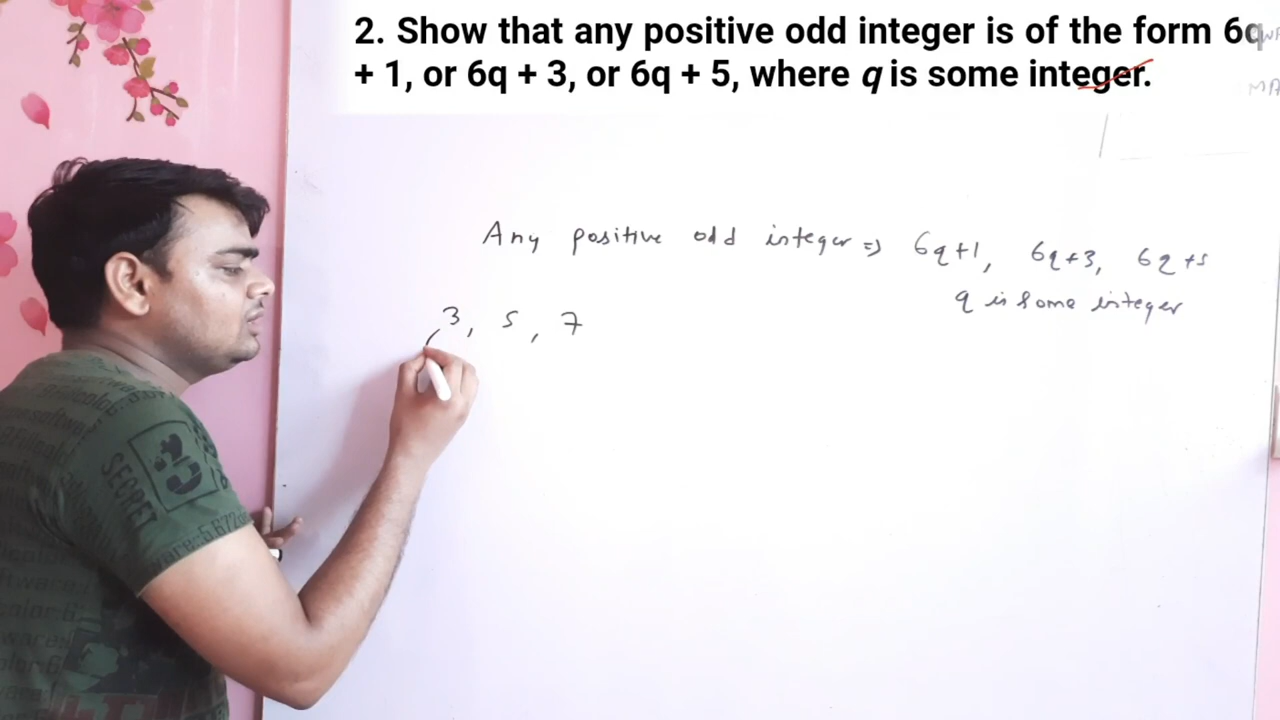 2. Show that any positive odd integer is of the form 6q
+ 1, or 6q + 3, or 6q + 5, where q is some integer.
Any positive odd integer => 6q+1, 6q+3, 6q+5
q is some integer
3, 5, 7
SECRET